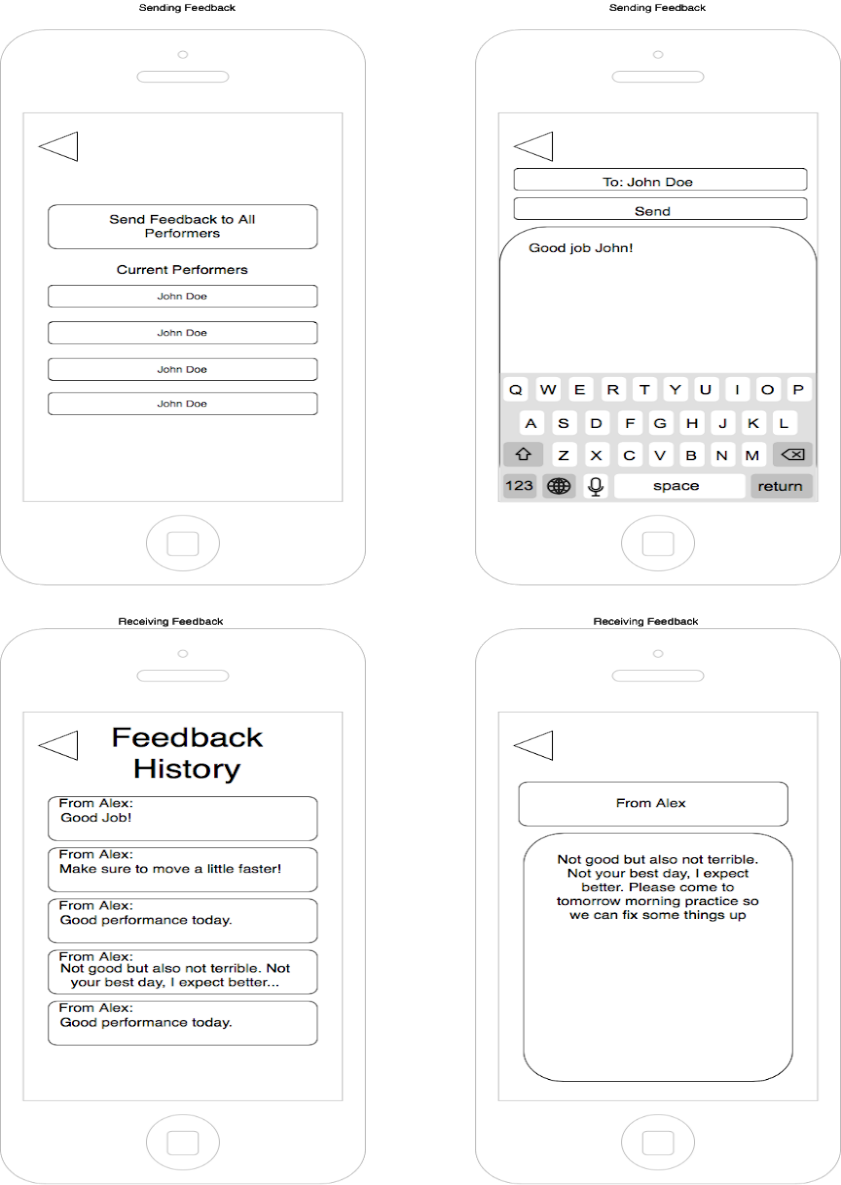 Sending Feedback
Send Feedback to All
Performers
Current Performers
John Doe
John Doe
John Doe
John Doe
Sending Feedback
To: John Doe
Send
Good job John!
Q W E R T Y U I O P
A S D F G H J K L
Z X C V B N M
123 space return
Receiving Feedback
Feedback
History
From Alex:
Good Job!
From Alex:
Make sure to move a little faster!
From Alex:
Good performance today.
From Alex:
Not good but also not terrible. Not
your best day, I expect better...
From Alex:
Good performance today.
Receiving Feedback
From Alex
Not good but also not terrible.
Not your best day, I expect
better. Please come to
tomorrow morning practice so
we can fix some things up